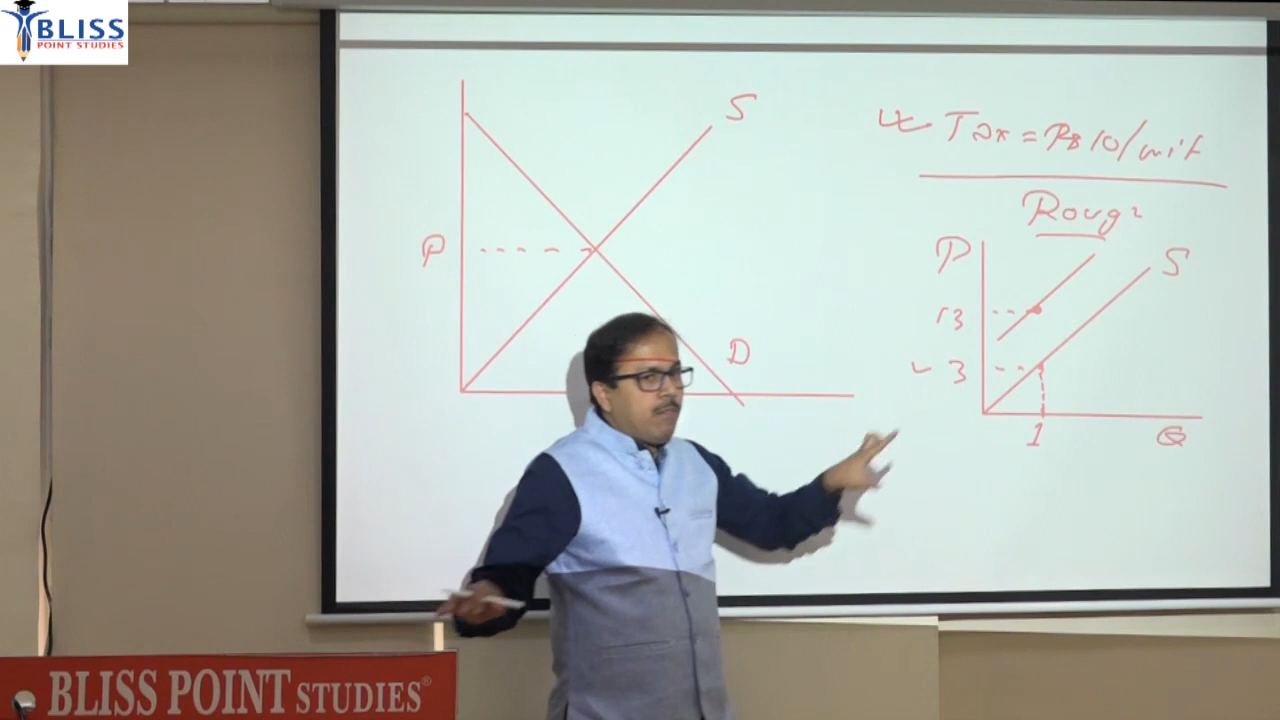 BLISS
POINT STUDIES
S
P
D
Tax = Rs 10/unit
Rough
P
S
13
3
1
Q
BLISS POINT STUDIES®